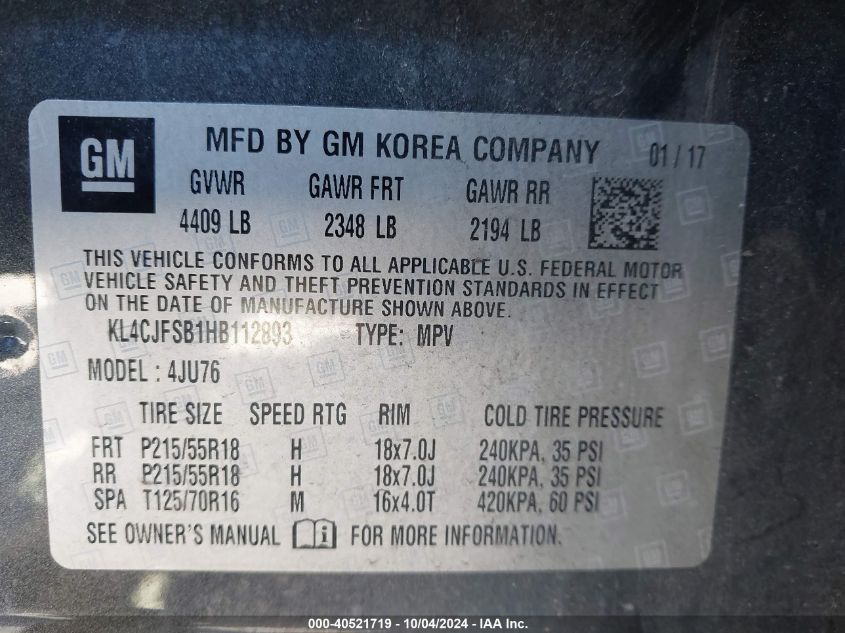 GM MFD BY GM KOREA COMPANY 01/17
GVWR GAWR FRT GAWR RR
4409 LB 2348 LB 2194 LB
THIS VEHICLE CONFORMS TO ALL APPLICABLE U.S. FEDERAL MOTOR
VEHICLE SAFETY AND THEFT PREVENTION STANDARDS IN EFFECT
ON THE DATE OF MANUFACTURE SHOWN ABOVE.
KL4CJFSB1HB112893 TYPE: MPV
MODEL : 4JU76
TIRE SIZE SPEED RTG RIM COLD TIRE PRESSURE
FRT P215/55R18 H 18x7.0J 240KPA, 35 PSI
RR P215/55R18 H 18x7.0J 240KPA, 35 PSI
SPA T125/70R16 M 16x4.0T 420KPA, 60 PSI
SEE OWNER'S MANUAL i FOR MORE INFORMATION.
000-40521719 - 10/04/2024 - IAA Inc.